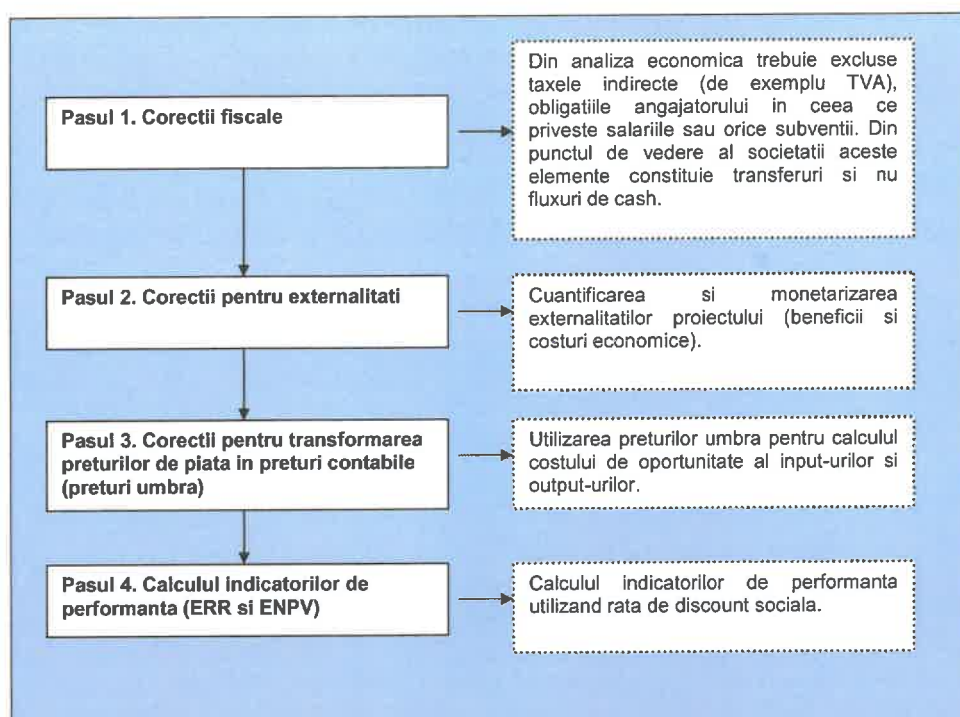 Pasul 1. Corectii fiscale
Din analiza economica trebuie excluse
taxele indirecte (de exemplu TVA),
obligatiile angajatorului in ceea ce
priveste salariile sau orice subventii. Din
punctul de vedere al societatii aceste
elemente constituie transferuri si nu
fluxuri de cash.
Pasul 2. Corectii pentru externalitati
Cuantificarea si monetarizarea
externalitatilor proiectului (beneficii si
costuri economice).
Pasul 3. Corectii pentru transformarea
preturilor de piata in preturi contabile
(preturi umbra)
Utilizarea preturilor umbra pentru calculul
costului de oportunitate al input-urilor si
output-urilor.
Pasul 4. Calculul indicatorilor de
performanta (ERR si ENPV)
Calculul indicatorilor de performanta
utilizand rata de discount sociala.